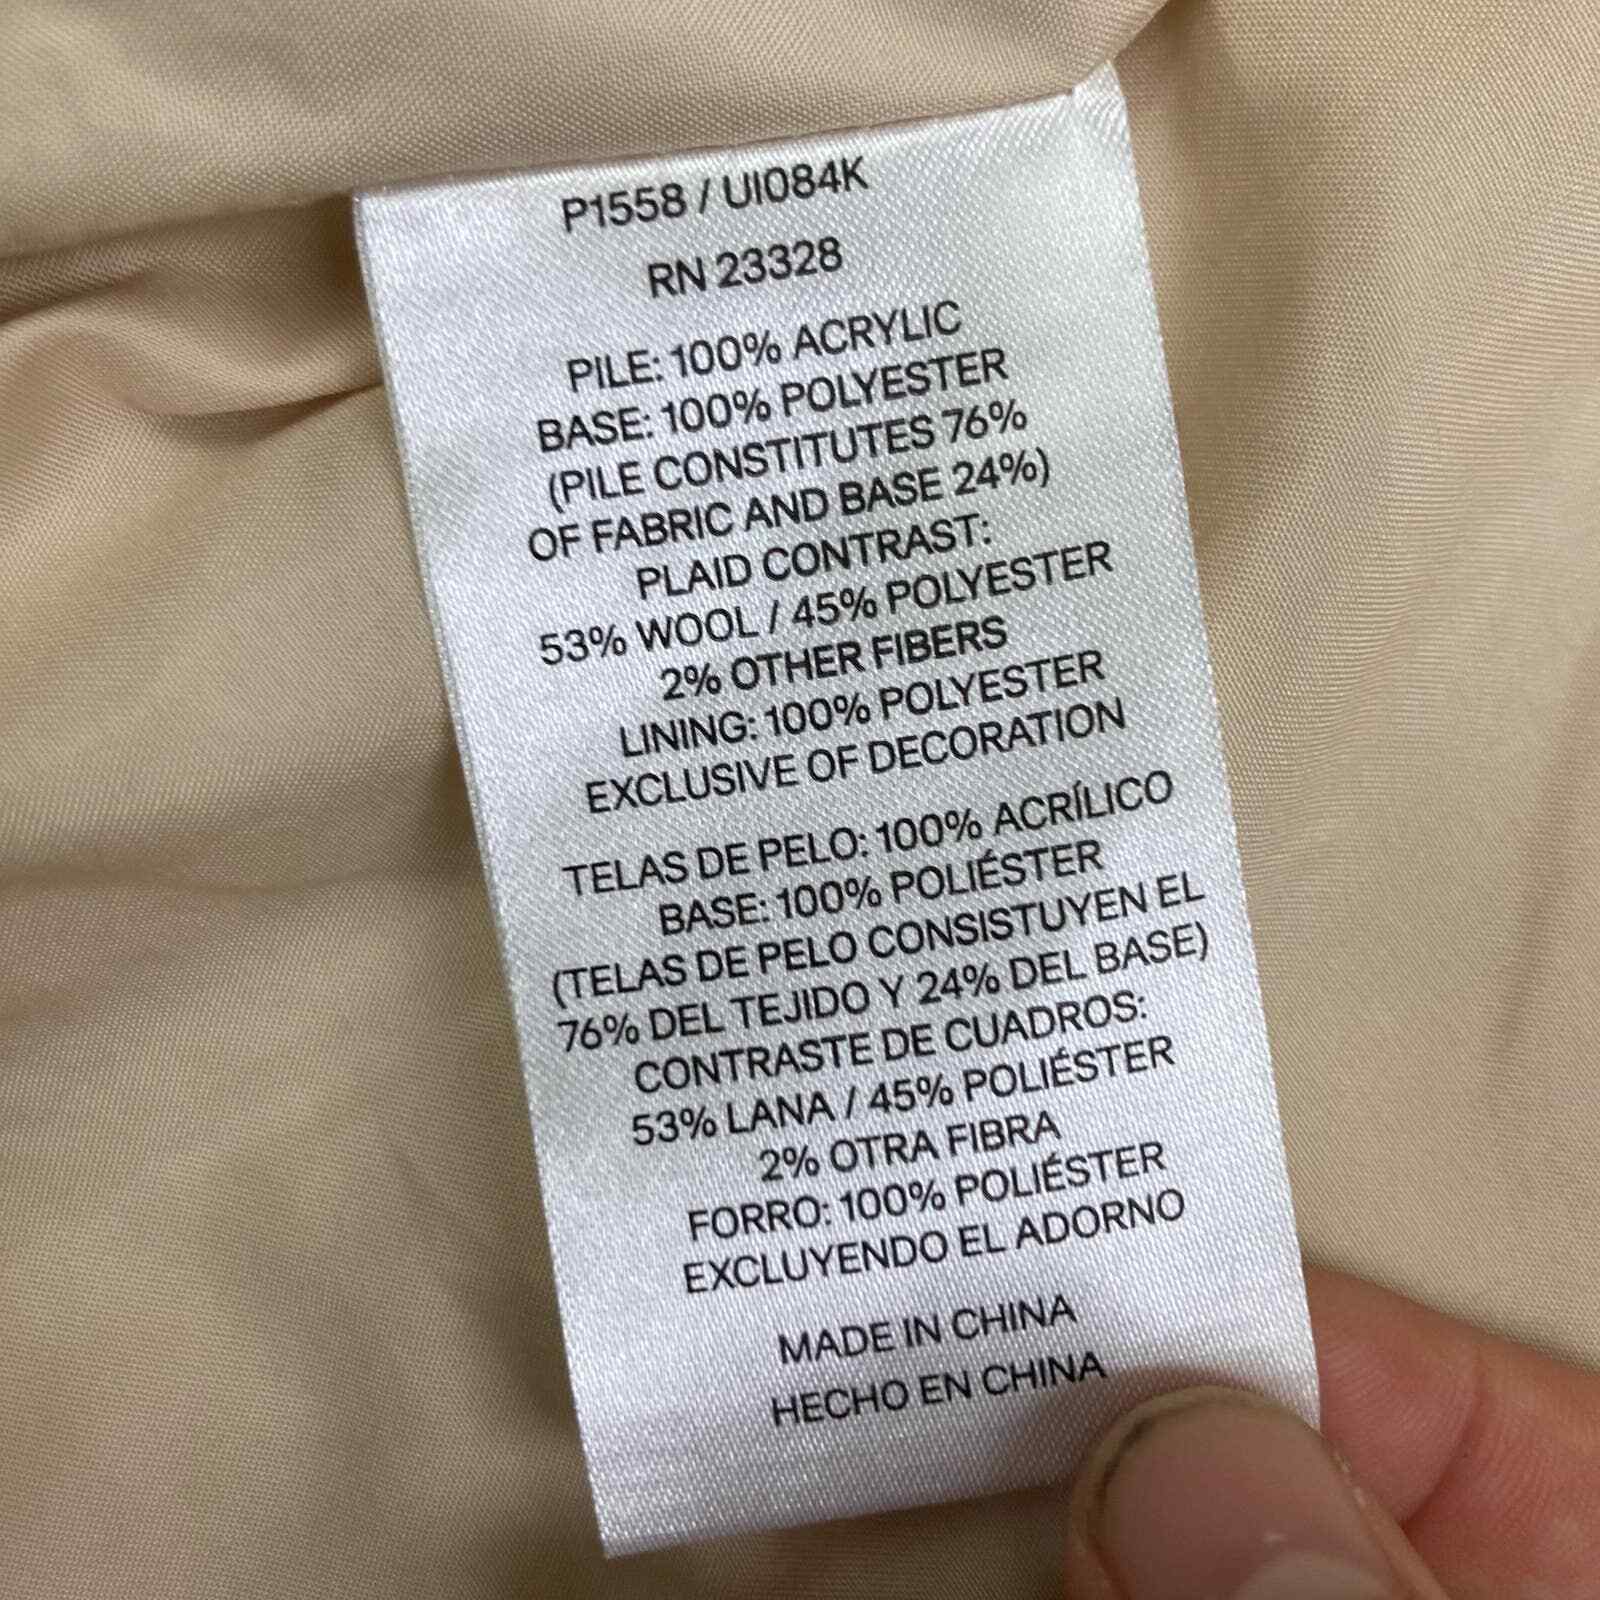 P1558 / UI084K
RN 23328
PILE: 100% ACRYLIC
BASE: 100% POLYESTER
(PILE CONSTITUTES 76%
OF FABRIC AND BASE 24%)
PLAID CONTRAST:
53% WOOL / 45% POLYESTER
2% OTHER FIBERS
LINING: 100% POLYESTER
EXCLUSIVE OF DECORATION
TELAS DE PELO: 100% ACRÍLICO
BASE: 100% POLIÉSTER
(TELAS DE PELO CONSISTUYEN EL
76% DEL TEJIDO Y 24% DEL BASE)
CONTRASTE DE CUADROS:
53% LANA / 45% POLIÉSTER
2% OTRA FIBRA
FORRO: 100% POLIÉSTER
EXCLUYENDO EL ADORNO
MADE IN CHINA
HECHO EN CHINA